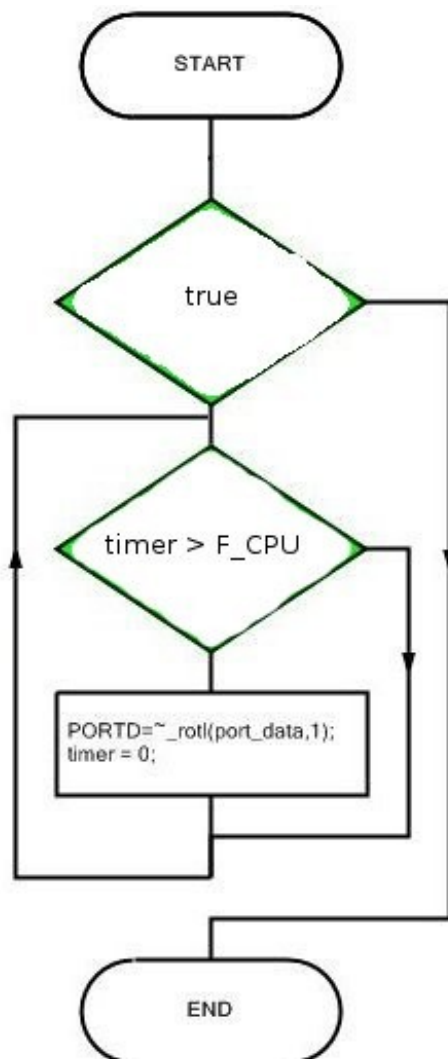 START
true
timer > F_CPU
PORTD=~_rotl(port_data,1);
timer = 0;
END